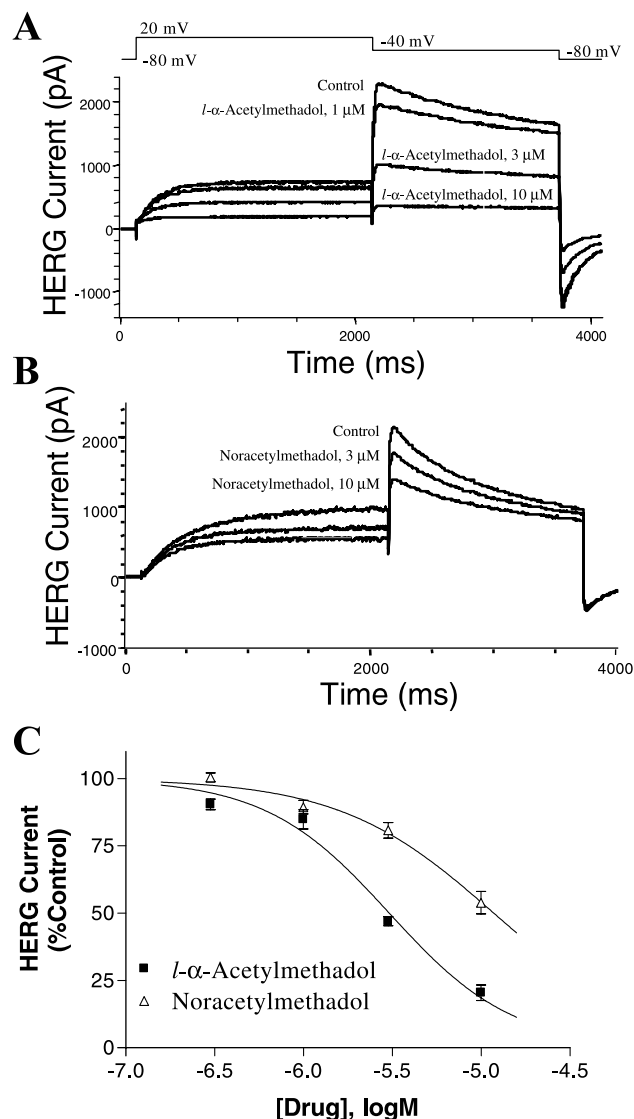 A
20 mV
-40 mV
-80 mV
-80 mV
HERG Current (pA)
2000
1000
0
-1000
Control
l-α-Acetylmethadol, 1 μM
l-α-Acetylmethadol, 3 μM
l-α-Acetylmethadol, 10 μM
0
2000
4000
Time (ms)
B
HERG Current (pA)
2000
1000
0
-1000
Control
Noracetylmethadol, 3 μM
Noracetylmethadol, 10 μM
0
2000
4000
Time (ms)
C
HERG Current
(%Control)
100
75
50
25
0
l-α-Acetylmethadol
Noracetylmethadol
-7.0
-6.5
-6.0
-5.5
-5.0
-4.5
[Drug], logM